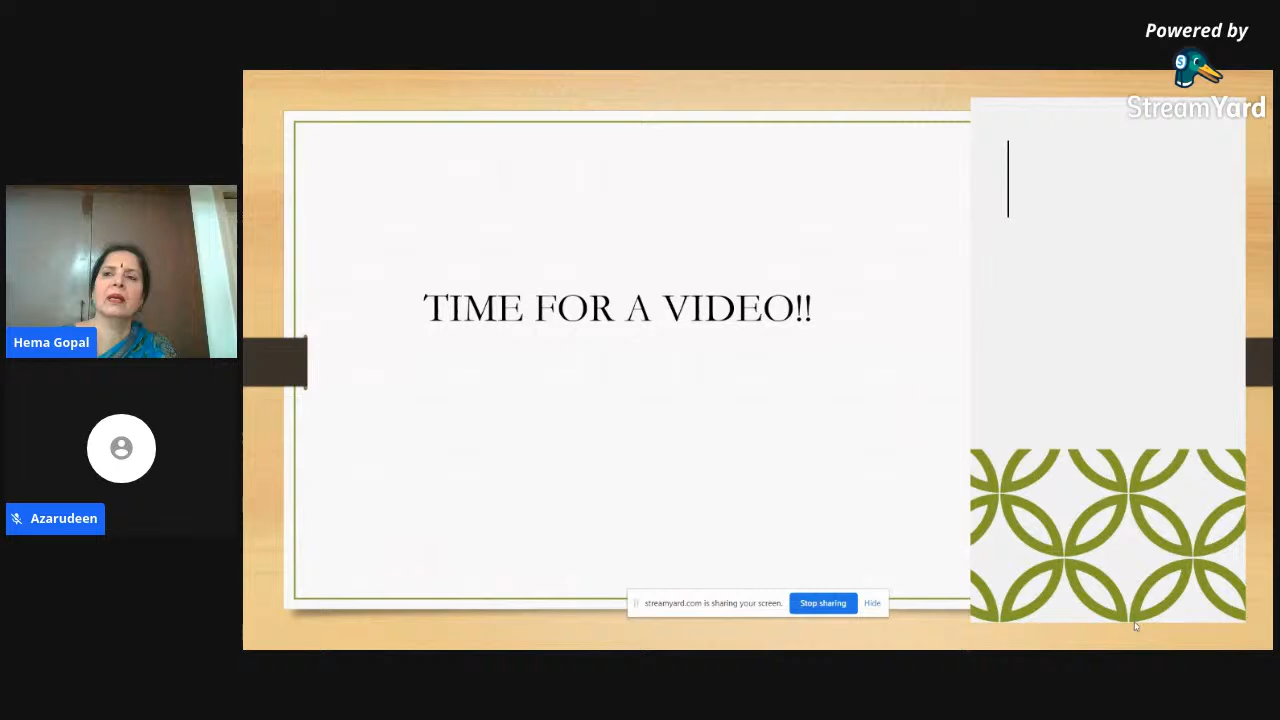 Powered by
StreamYard
TIME FOR A VIDEO!!
Hema Gopal
Azarudeen
streamyard.com is sharing your screen.
Stop sharing
Hide